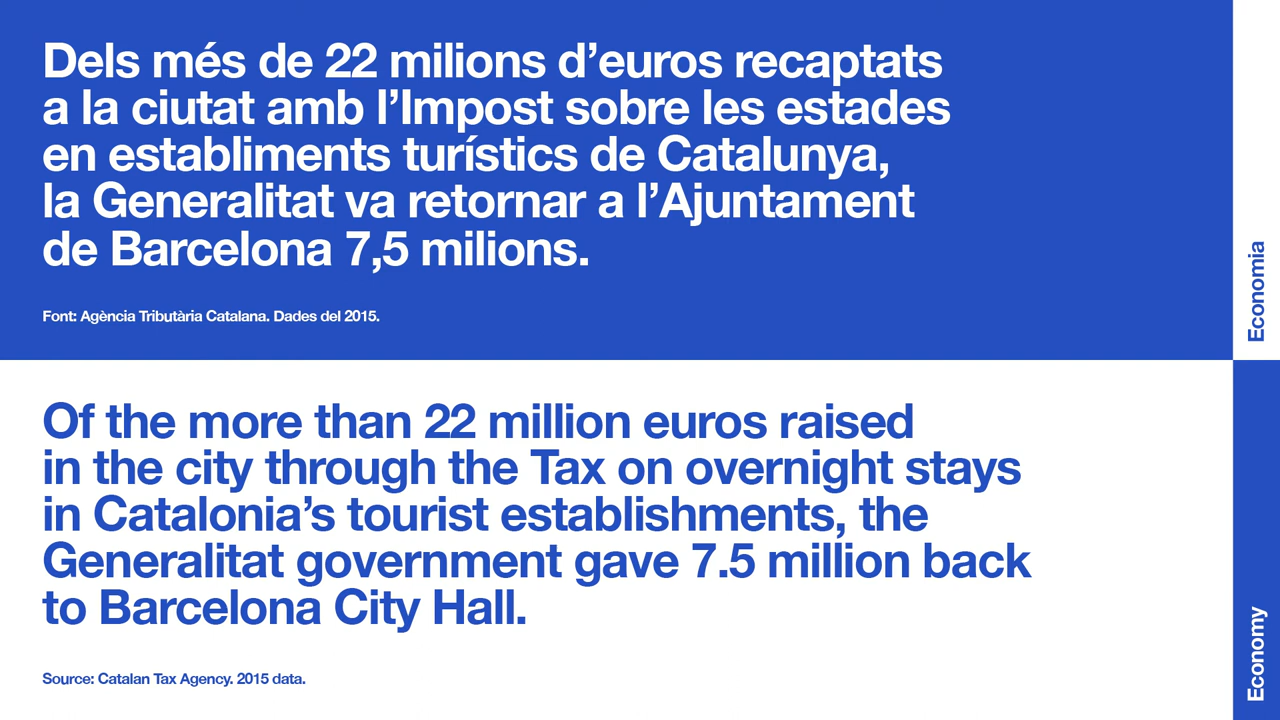 Dels més de 22 milions d’euros recaptats
a la ciutat amb l’Impost sobre les estades
en establiments turístics de Catalunya,
la Generalitat va retornar a l’Ajuntament
de Barcelona 7,5 milions.
Font: Agència Tributària Catalana. Dades del 2015.
Economia
Of the more than 22 million euros raised
in the city through the Tax on overnight stays
in Catalonia’s tourist establishments, the
Generalitat government gave 7.5 million back
to Barcelona City Hall.
Source: Catalan Tax Agency. 2015 data.
Economy